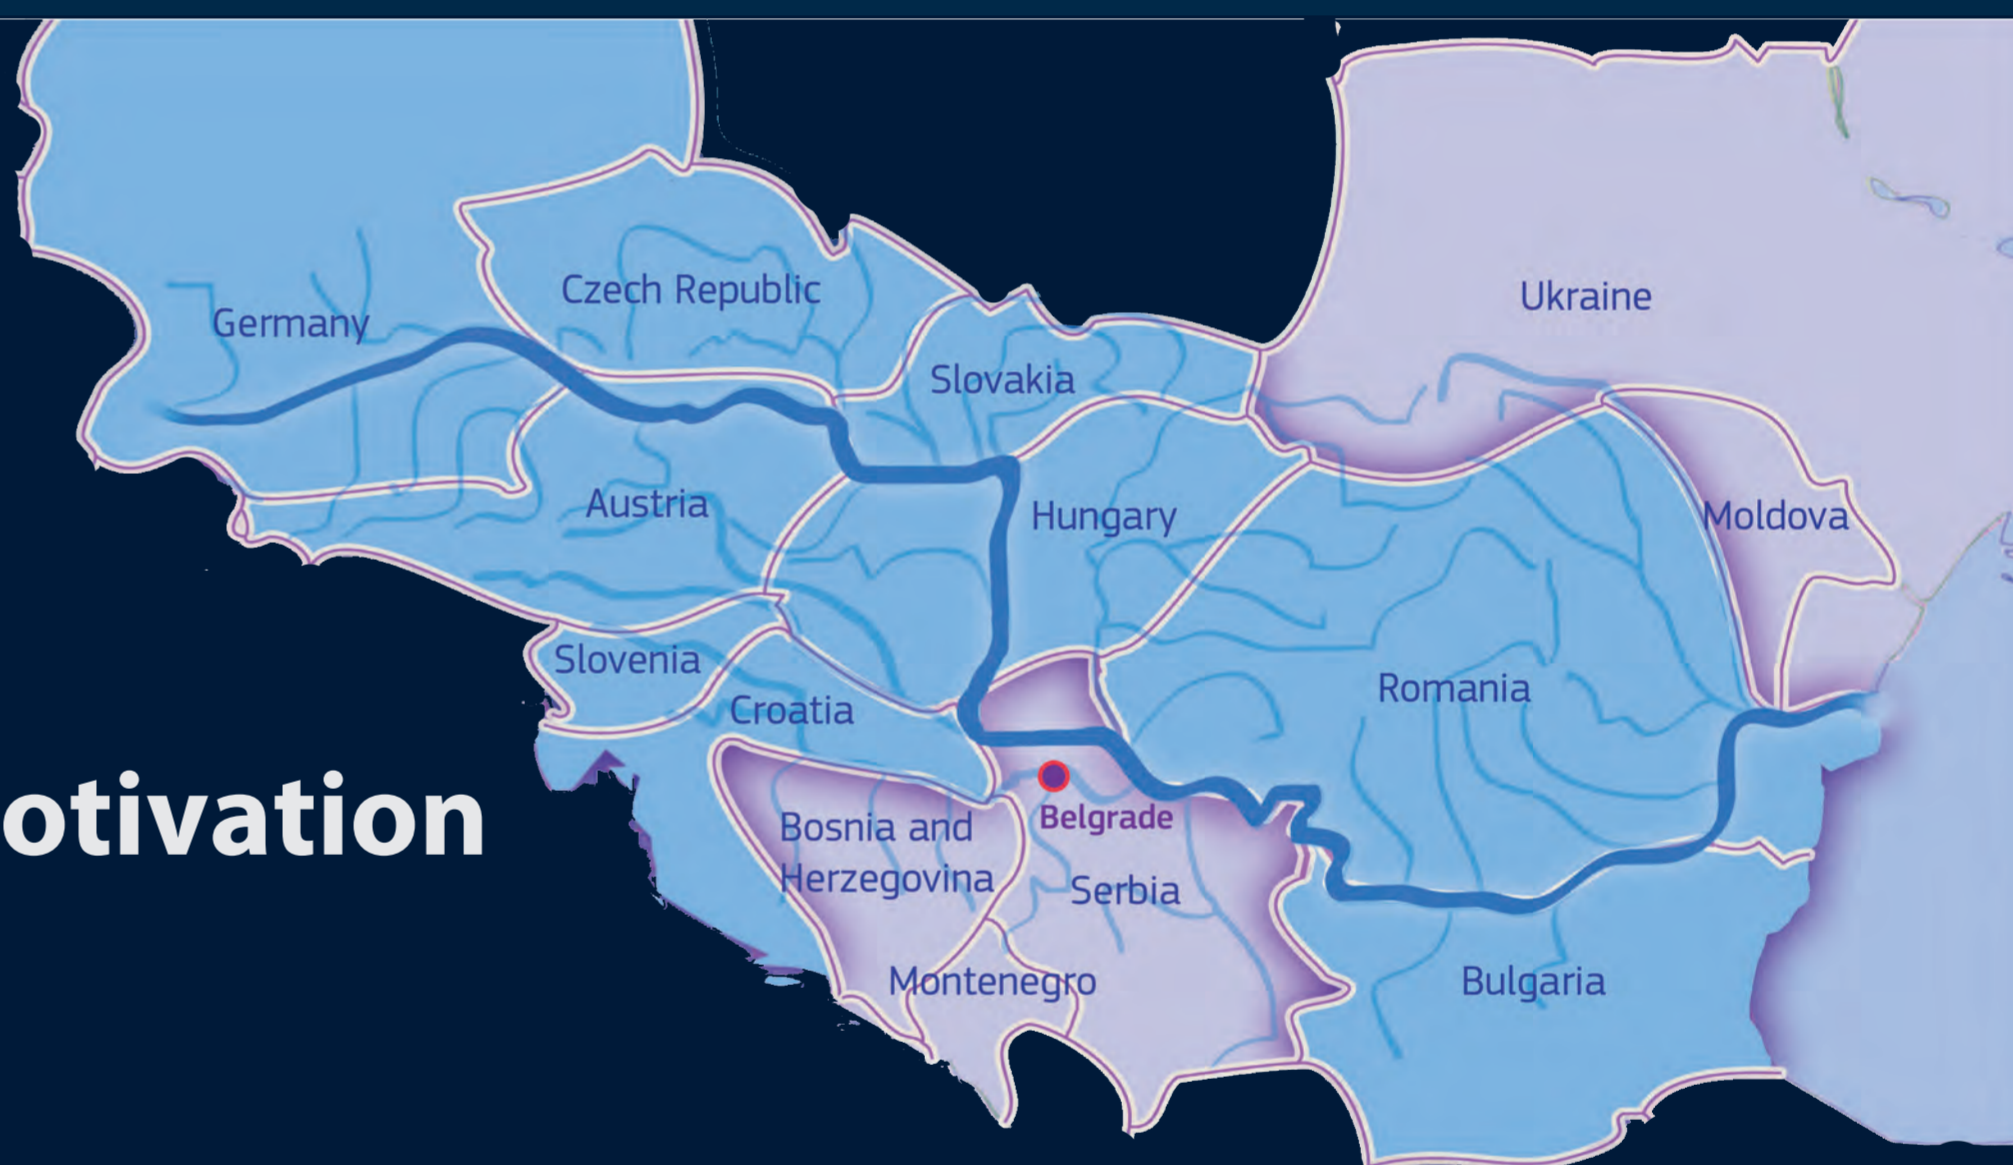 Czech Republic
Ukraine
Germany
Slovakia
Austria
Hungary
Moldova
Slovenia
Romania
Croatia
otivation
Belgrade
Bosnia and
Herzegovina
Serbia
Montenegro
Bulgaria